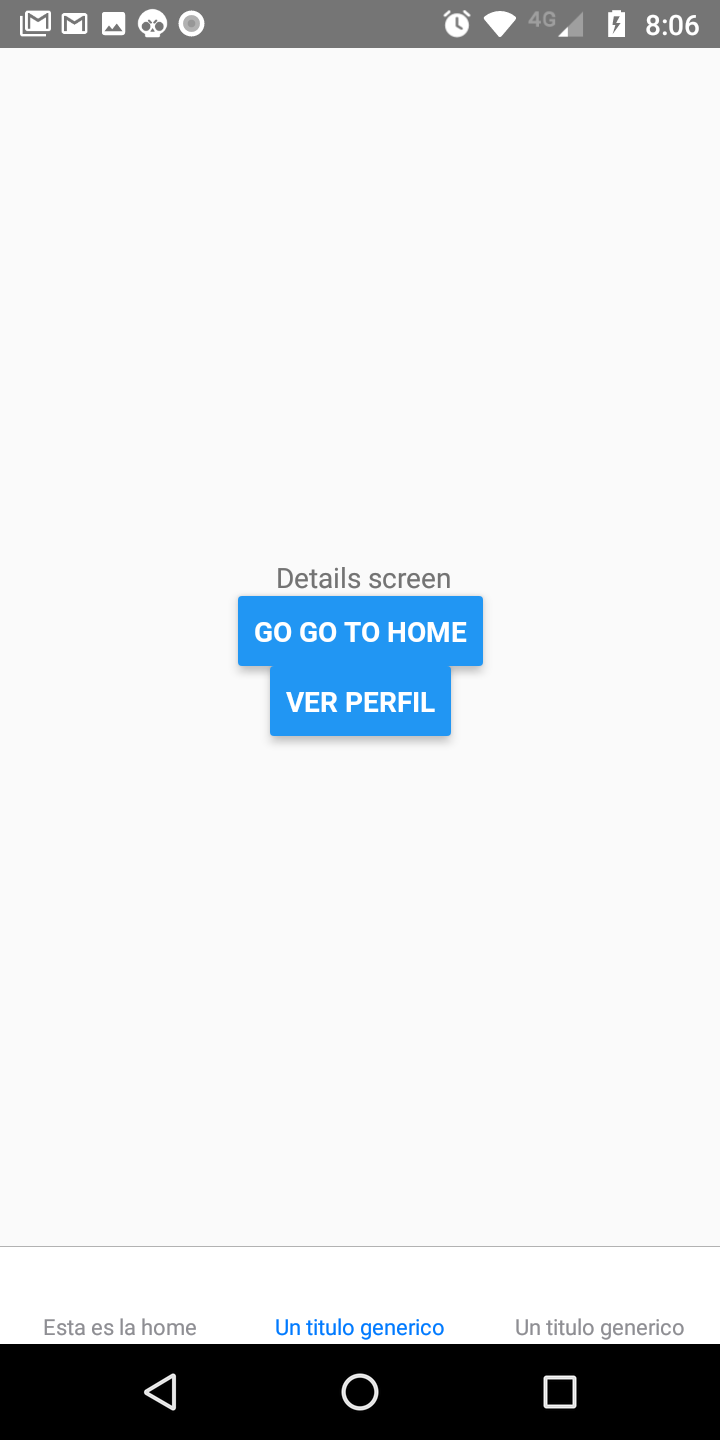 4G 8:06
Details screen
GO GO TO HOME
VER PERFIL
Esta es la home Un titulo generico Un titulo generico